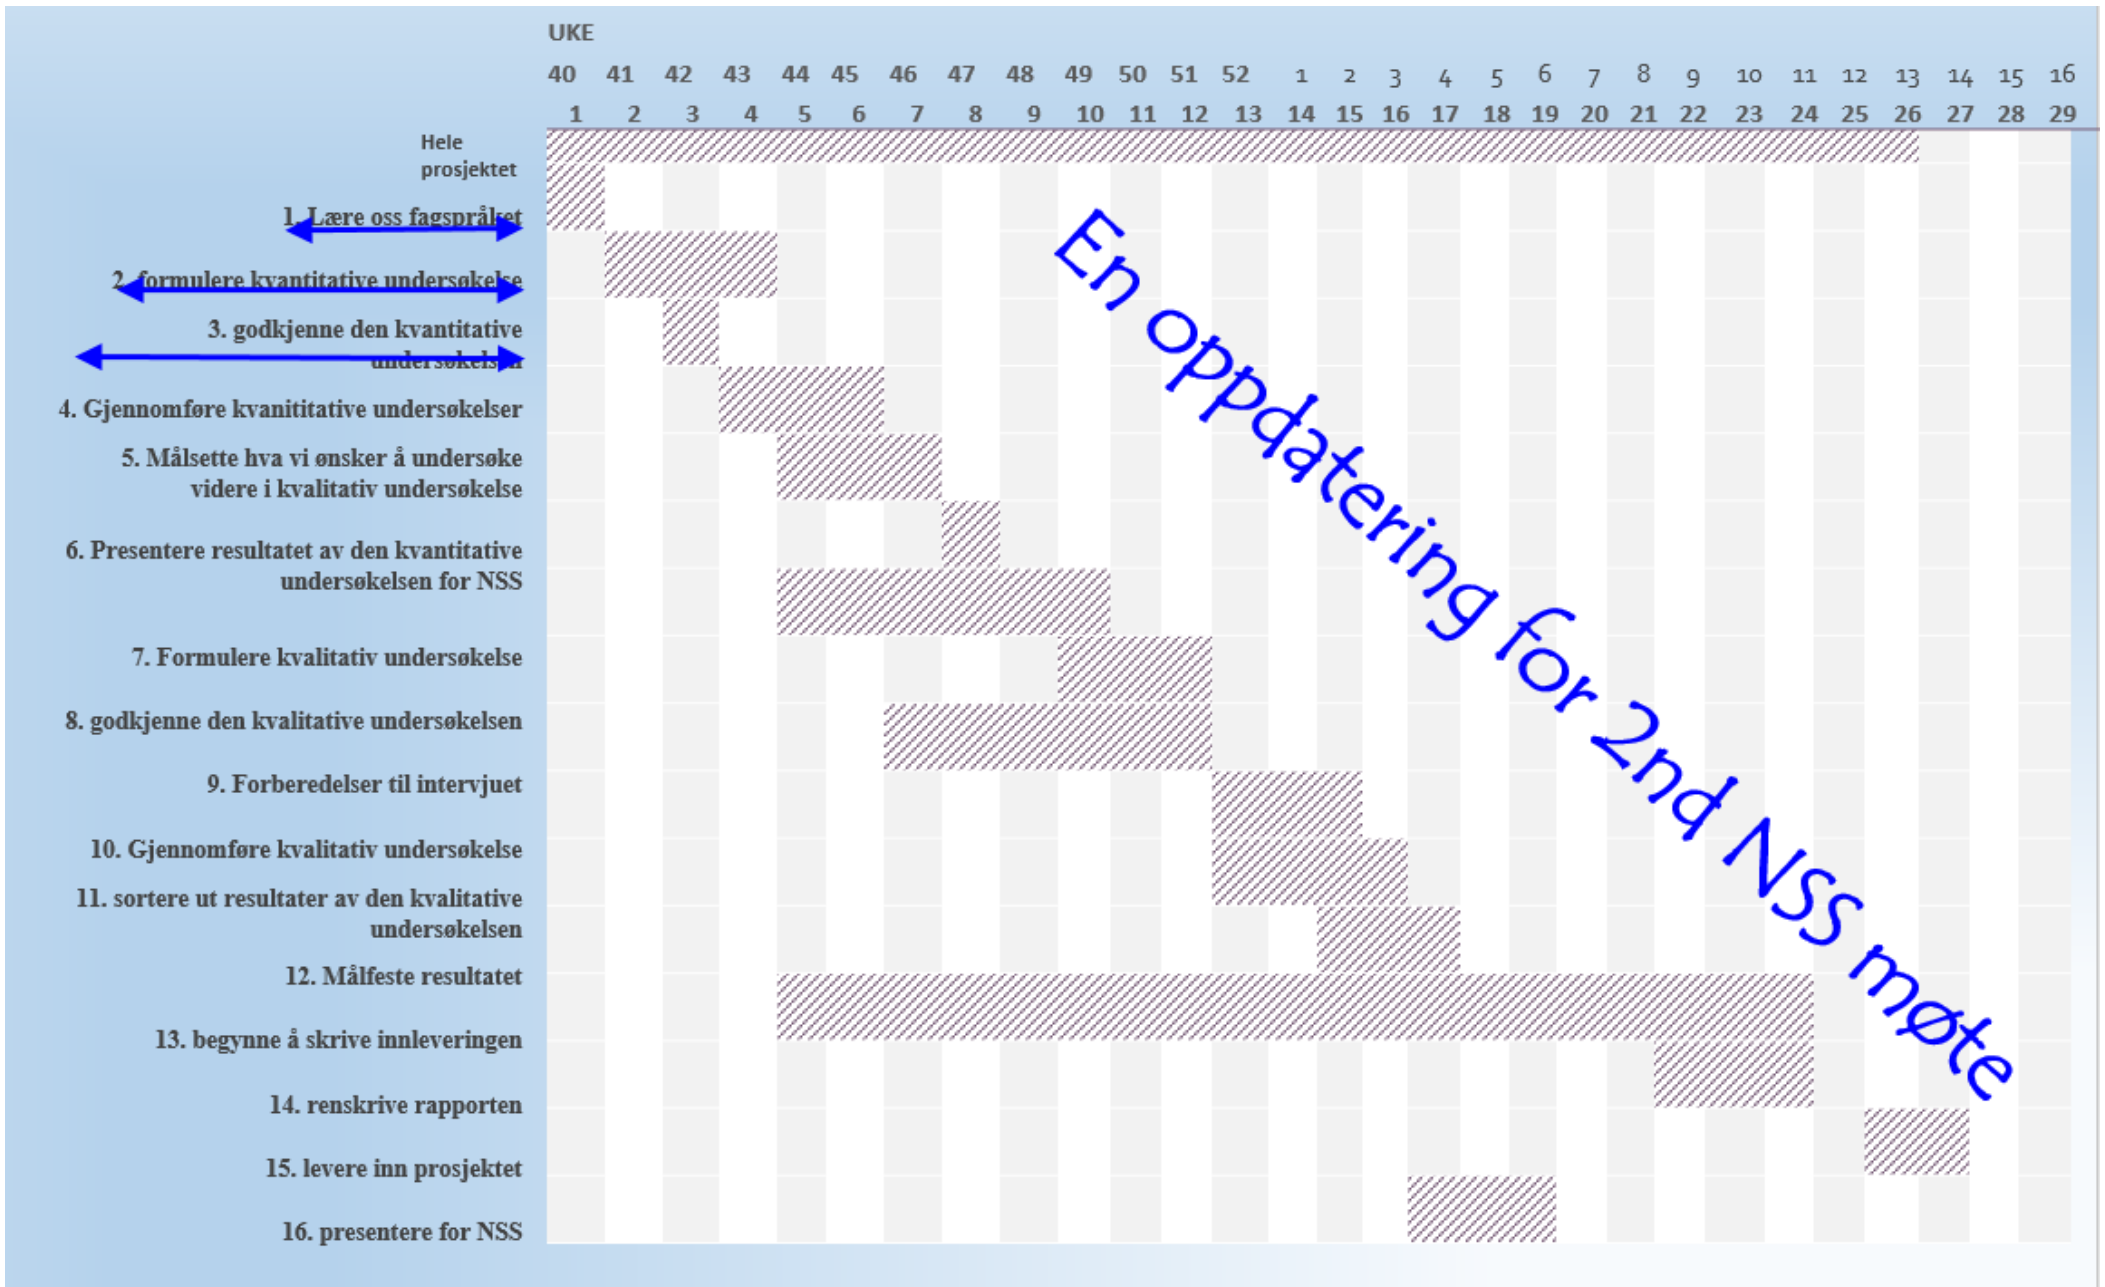 UKE
40 41 42 43 44 45 46 47 48 49 50 51 52 1 2 3 4 5 6 7 8 9 10 11 12 13 14 15 16
1 2 3 4 5 6 7 8 9 10 11 12 13 14 15 16 17 18 19 20 21 22 23 24 25 26 27 28 29
Hele
prosjektet
1. Lære oss fagspråket
2. formulere kvantitative undersøkelse
3. godkjenne den kvantitative
undersøkelsen
4. Gjennomføre kvanititative undersøkelser
5. Målsette hva vi ønsker å undersøke
videre i kvalitativ undersøkelse
6. Presentere resultatet av den kvantitative
undersøkelsen for NSS
7. Formulere kvalitativ undersøkelse
8. godkjenne den kvalitative undersøkelsen
9. Forberedelser til intervjuet
10. Gjennomføre kvalitativ undersøkelse
11. sortere ut resultater av den kvalitative
undersøkelsen
12. Målfeste resultatet
13. begynne å skrive innleveringen
14. renskrive rapporten
15. levere inn prosjektet
16. presentere for NSS
En oppdatering for 2nd NSS møte